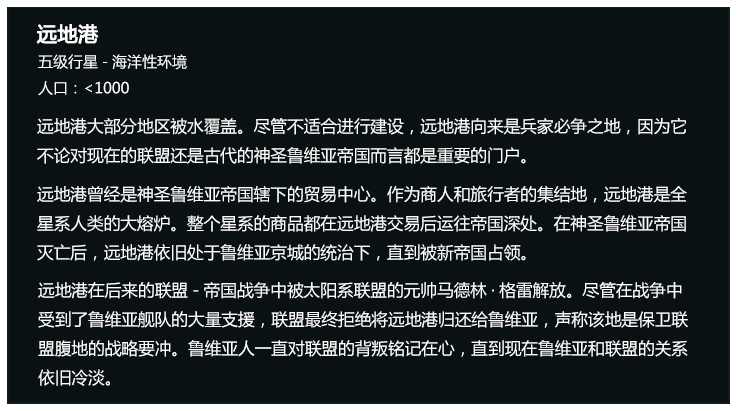 远地港
五级行星 - 海洋性环境
人口：<1000
远地港大部分地区被水覆盖。尽管不适合进行建设，远地港向来是兵家必争之地，因为它
不论对现在的联盟还是古代的神圣鲁维亚帝国而言都是重要的门户。
远地港曾经是神圣鲁维亚帝国辖下的贸易中心。作为商人和旅行者的集结地，远地港是全
星系人类的大熔炉。整个星系的商品都在远地港交易后运往帝国深处。在神圣鲁维亚帝国
灭亡后，远地港依旧处于鲁维亚京城的统治下，直到被新帝国占领。
远地港在后来的联盟 - 帝国战争中被太阳系联盟的元帅马德林 · 格雷解放。尽管在战争中
受到了鲁维亚舰队的大量支援，联盟最终拒绝将远地港归还给鲁维亚，声称该地是保卫联
盟腹地的战略要冲。鲁维亚人一直对联盟的背叛铭记在心，直到现在鲁维亚和联盟的关系
依旧冷淡。